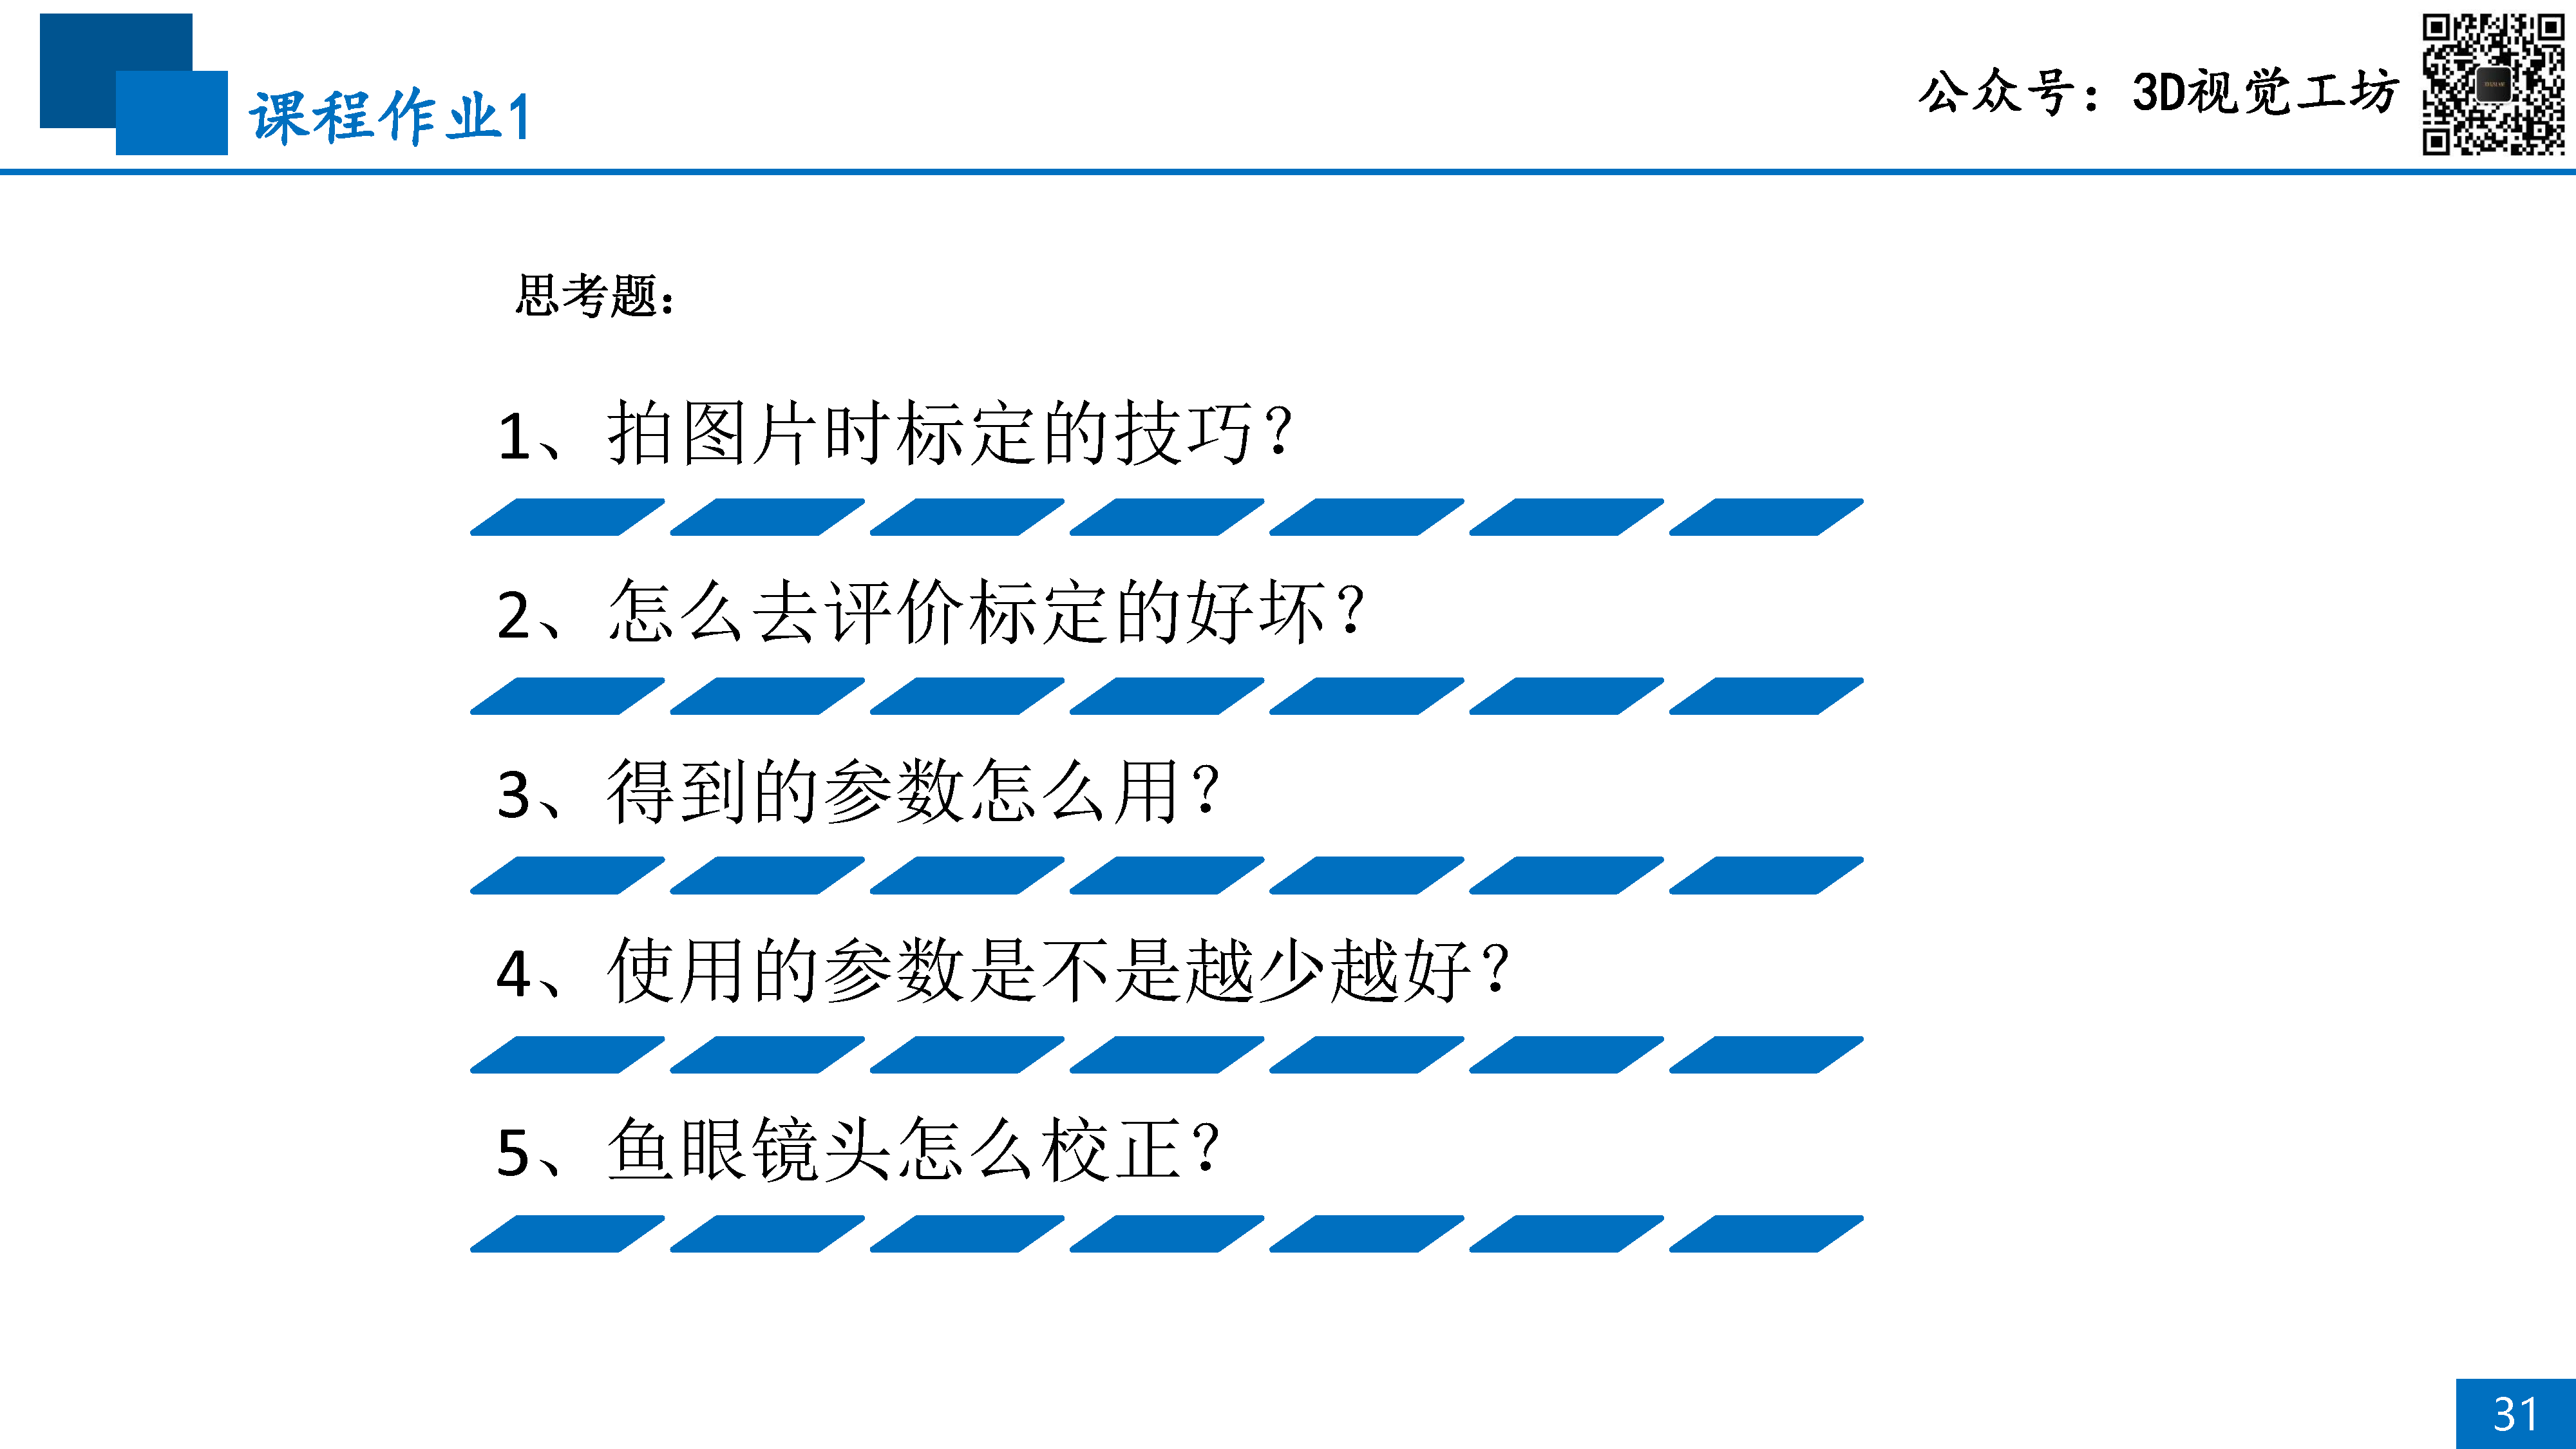 课程作业1
公众号：3D视觉工坊
思考题：
1、拍图片时标定的技巧？
2、怎么去评价标定的好坏？
3、得到的参数怎么用？
4、使用的参数是不是越少越好？
5、鱼眼镜头怎么校正？
31